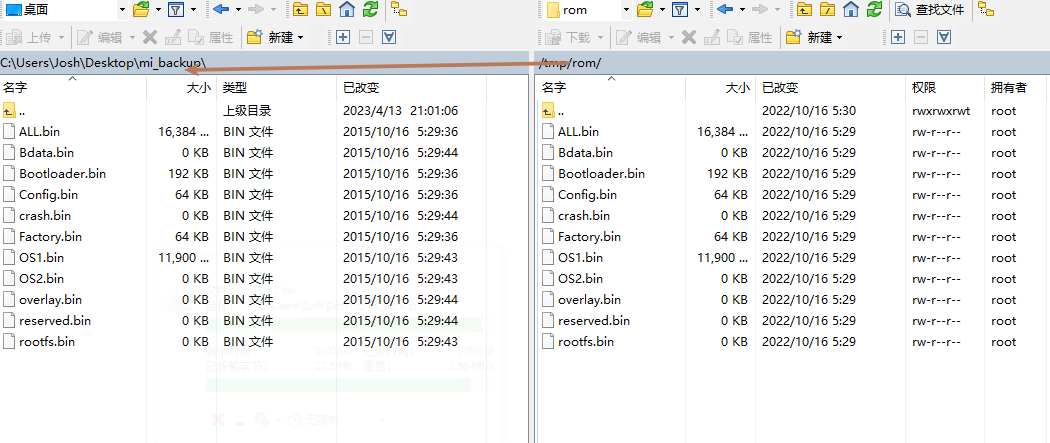 桌面
上传 编辑 属性 新建
C:\Users\Josh\Desktop\mi_backup\
名字 大小 类型 已改变
.. 上级目录 2023/4/13 21:01:06
ALL.bin 16,384 ... BIN 文件 2015/10/16 5:29:36
Bdata.bin 0 KB BIN 文件 2015/10/16 5:29:44
Bootloader.bin 192 KB BIN 文件 2015/10/16 5:29:36
Config.bin 64 KB BIN 文件 2015/10/16 5:29:36
crash.bin 0 KB BIN 文件 2015/10/16 5:29:44
Factory.bin 64 KB BIN 文件 2015/10/16 5:29:36
OS1.bin 11,900 ... BIN 文件 2015/10/16 5:29:43
OS2.bin 0 KB BIN 文件 2015/10/16 5:29:43
overlay.bin 0 KB BIN 文件 2015/10/16 5:29:44
reserved.bin 0 KB BIN 文件 2015/10/16 5:29:44
rootfs.bin 0 KB BIN 文件 2015/10/16 5:29:43
rom 查找文件
下载 编辑 属性 新建
/tmp/rom/
名字 大小 已改变 权限 拥有者
.. 2022/10/16 5:30 rwxrwxrwt root
ALL.bin 16,384 ... 2022/10/16 5:29 rw-r--r-- root
Bdata.bin 0 KB 2022/10/16 5:29 rw-r--r-- root
Bootloader.bin 192 KB 2022/10/16 5:29 rw-r--r-- root
Config.bin 64 KB 2022/10/16 5:29 rw-r--r-- root
crash.bin 0 KB 2022/10/16 5:29 rw-r--r-- root
Factory.bin 64 KB 2022/10/16 5:29 rw-r--r-- root
OS1.bin 11,900 ... 2022/10/16 5:29 rw-r--r-- root
OS2.bin 0 KB 2022/10/16 5:29 rw-r--r-- root
overlay.bin 0 KB 2022/10/16 5:29 rw-r--r-- root
reserved.bin 0 KB 2022/10/16 5:29 rw-r--r-- root
rootfs.bin 0 KB 2022/10/16 5:29 rw-r--r-- root